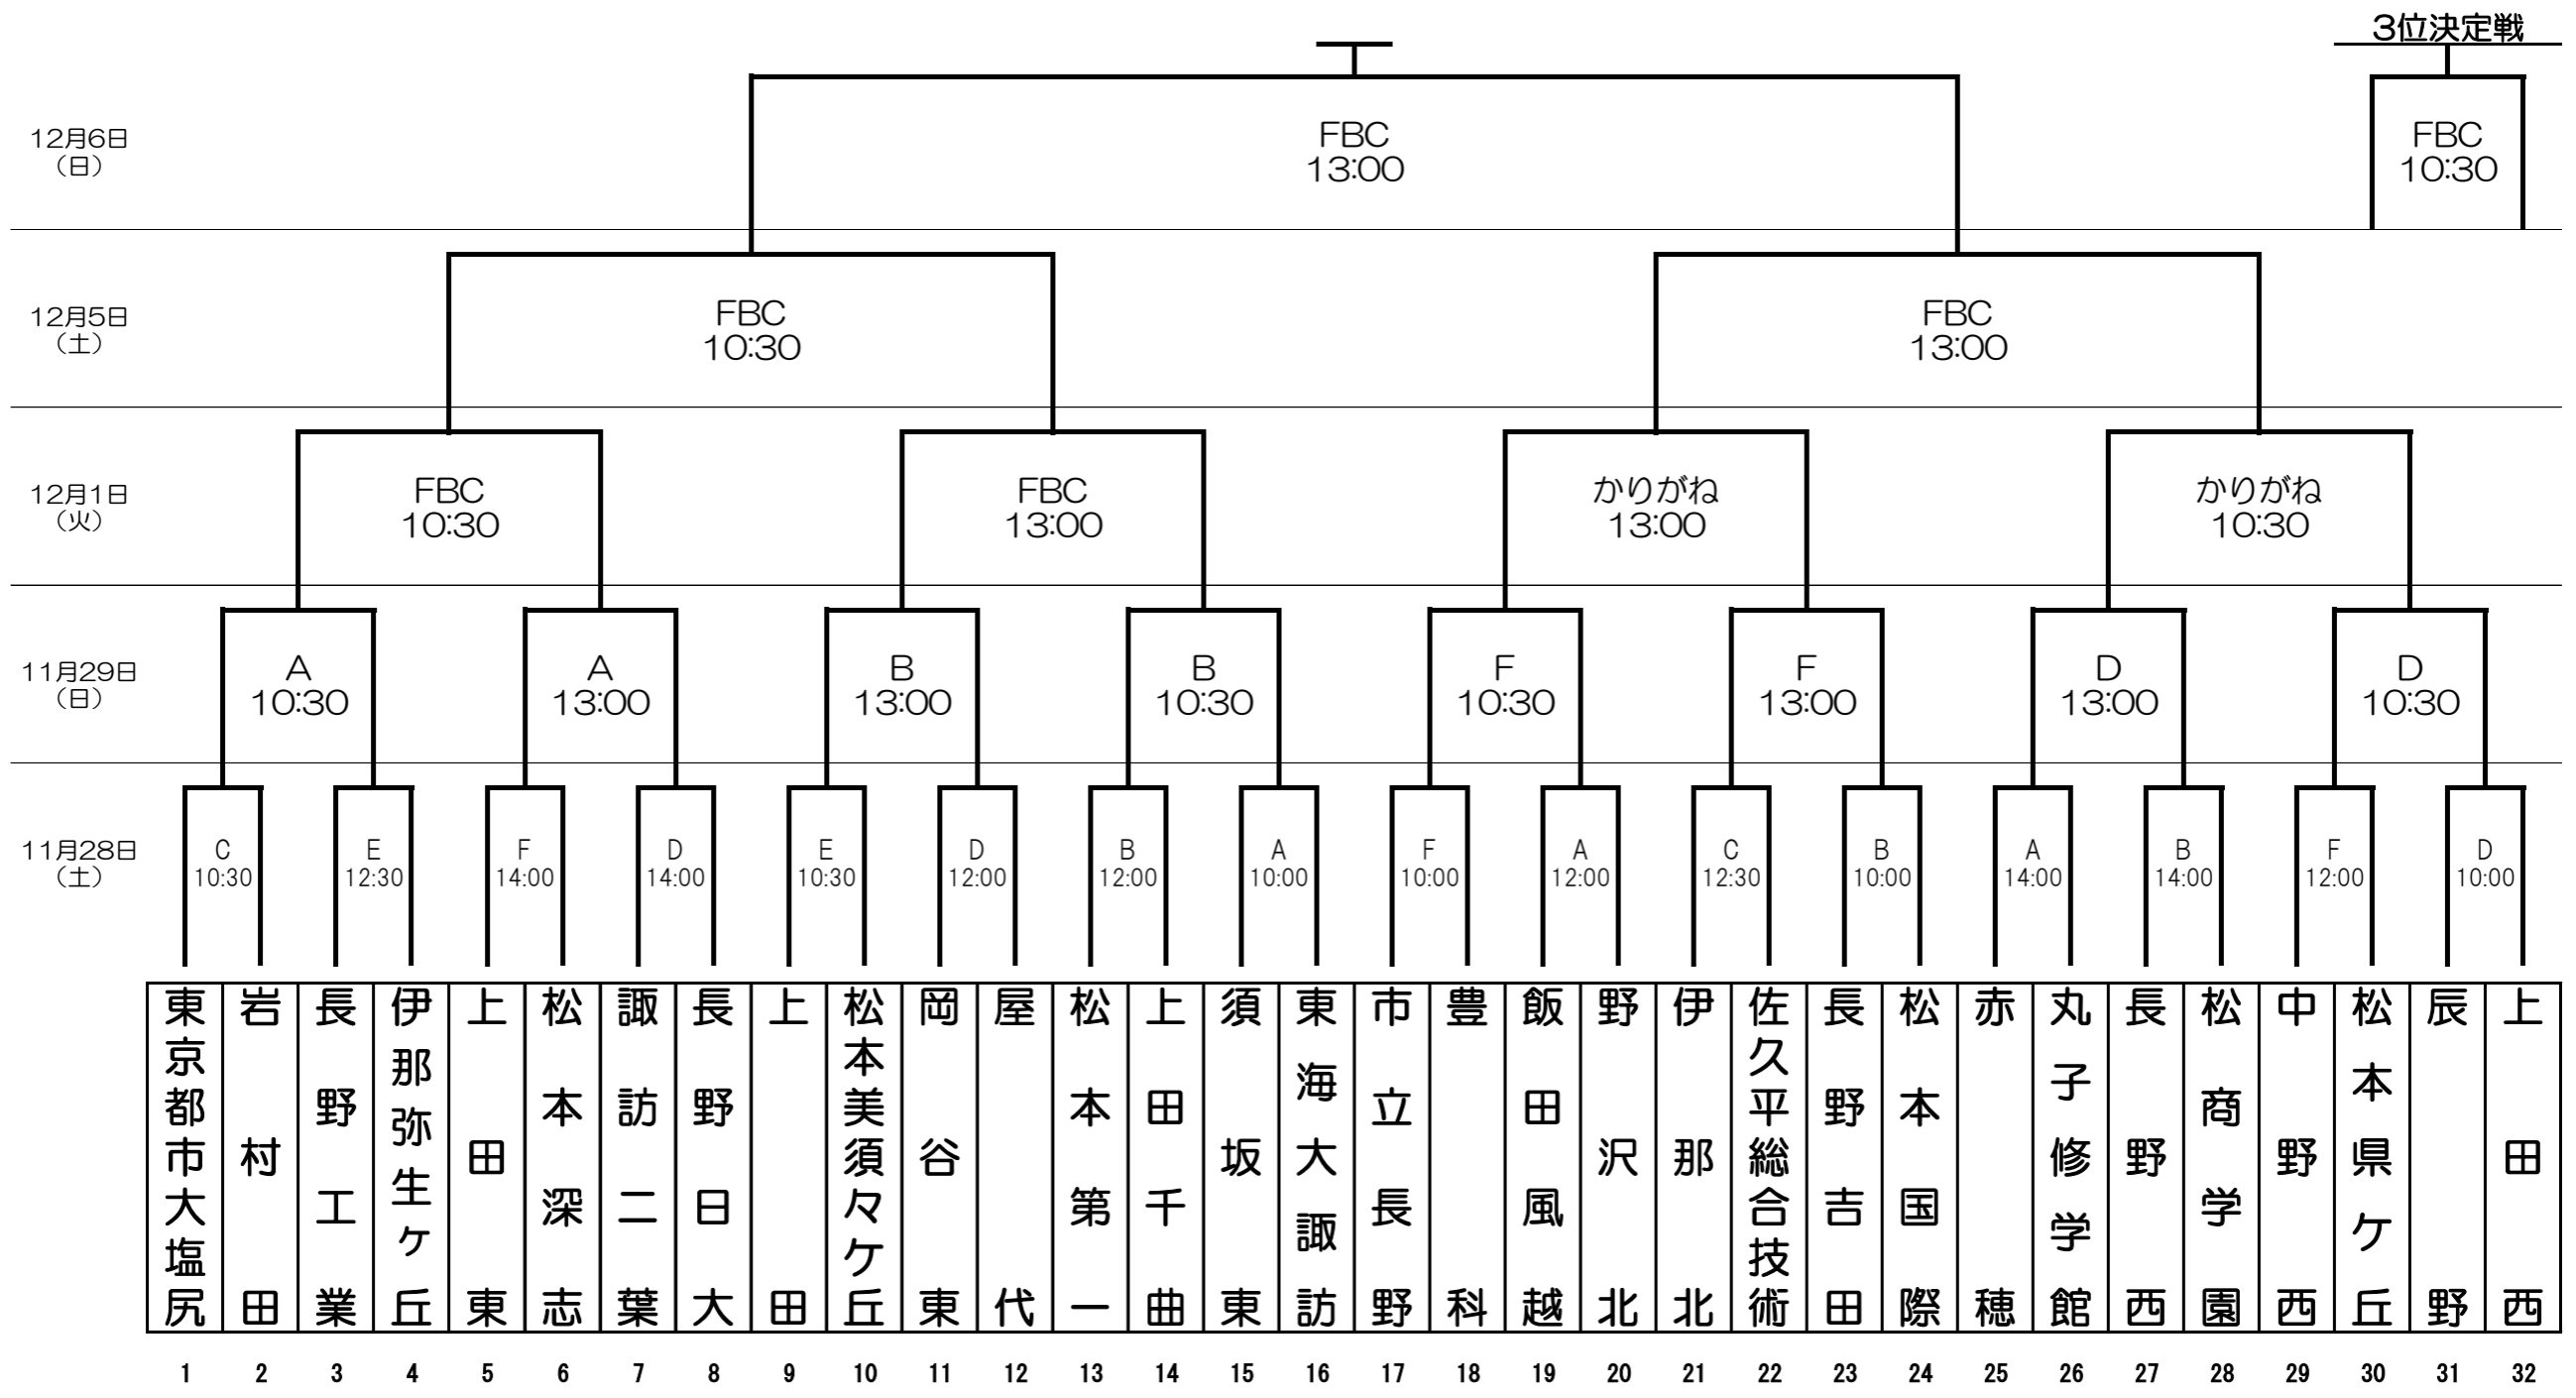 3位決定戦
12月6日
（日）
FBC
13:00
FBC
10:30
12月5日
（土）
FBC
10:30
FBC
13:00
12月1日
（火）
FBC
10:30
FBC
13:00
かりがね
13:00
かりがね
10:30
11月29日
（日）
A
10:30
A
13:00
B
13:00
B
10:30
F
10:30
F
13:00
D
13:00
D
10:30
11月28日
（土）
C
10:30
E
12:30
F
14:00
D
14:00
E
10:30
D
12:00
B
12:00
A
10:00
F
10:00
A
12:00
C
12:30
B
10:00
A
14:00
B
14:00
F
12:00
D
10:00
東京都市大塩尻
岩村田
長野工業
伊那弥生ケ丘
上田東
松本深志
諏訪二葉
長野日大
上田
松本美須々ケ丘
岡谷東
屋代
松本第一
上田千曲
須坂東
東海大諏訪
市立長野
豊科
飯田風越
野沢北
伊那北
佐久平総合技術
長野吉田
松本国際
赤穂
丸子修学館
長野西
松商学園
中野西
松本県ケ丘
辰野
上田西
1 2 3 4 5 6 7 8 9 10 11 12 13 14 15 16 17 18 19 20 21 22 23 24 25 26 27 28 29 30 31 32